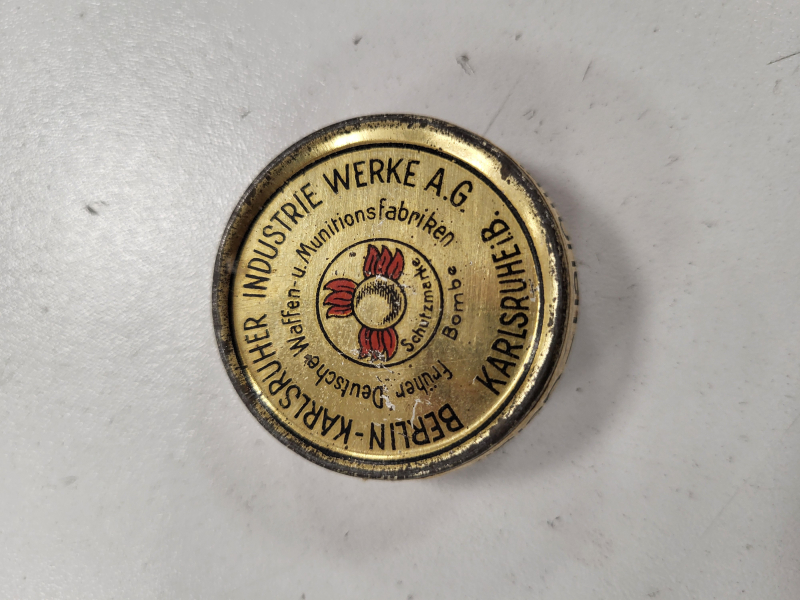 BERLIN-KARLSRUHER INDUSTRIE WERKE A.G.
KARLSRUHE i.B.
früher Deutsche Waffen- u. Munitionsfabriken
Schutzmarke
Bombe